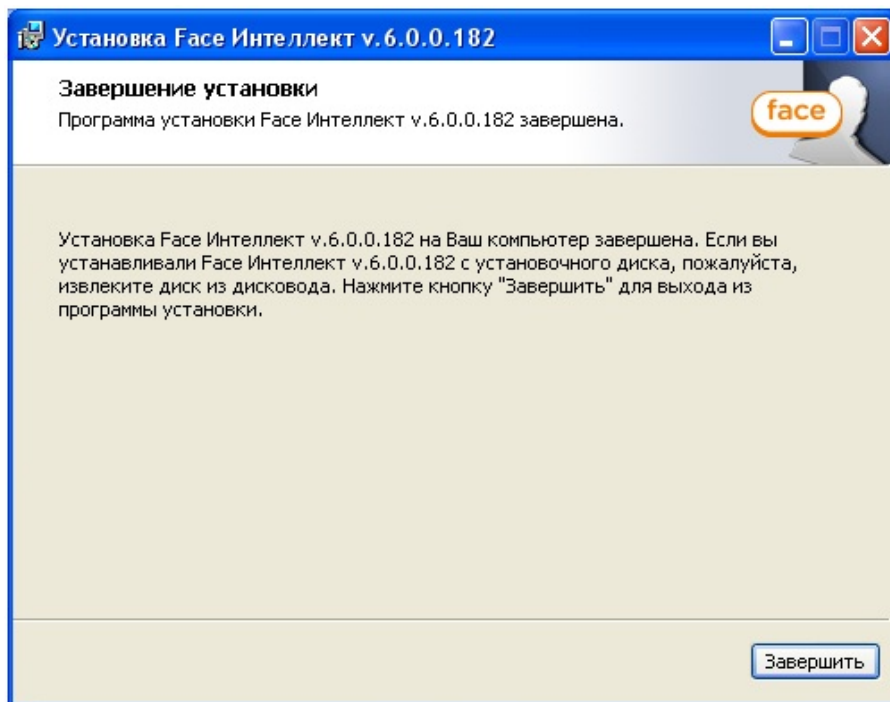 Установка Face Интеллект v.6.0.0.182
Завершение установки
Программа установки Face Интеллект v.6.0.0.182 завершена.
face
Установка Face Интеллект v.6.0.0.182 на Ваш компьютер завершена. Если вы
устанавливали Face Интеллект v.6.0.0.182 с установочного диска, пожалуйста,
извлеките диск из дисковода. Нажмите кнопку "Завершить" для выхода из
программы установки.
Завершить